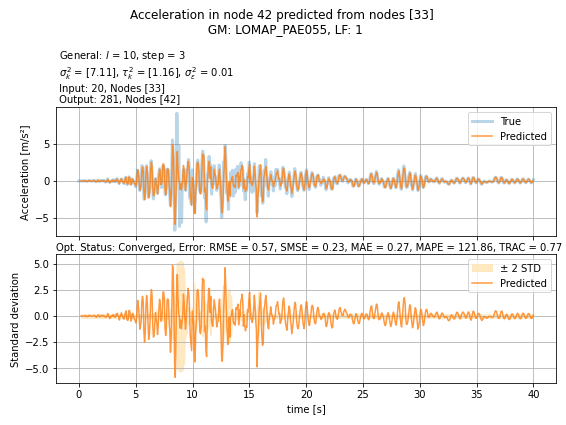 Acceleration in node 42 predicted from nodes [33]
GM: LOMAP_PAE055, LF: 1
General: l = 10, step = 3
σ²ₖ = [7.11], τ²ₖ = [1.16], σ²ε = 0.01
Input: 20, Nodes [33]
Output: 281, Nodes [42]
True
Predicted
Acceleration [m/s²]
5
0
−5
Opt. Status: Converged, Error: RMSE = 0.57, SMSE = 0.23, MAE = 0.27, MAPE = 121.86, TRAC = 0.77
± 2 STD
Predicted
Standard deviation
5.0
2.5
0.0
−2.5
−5.0
0 5 10 15 20 25 30 35 40
time [s]